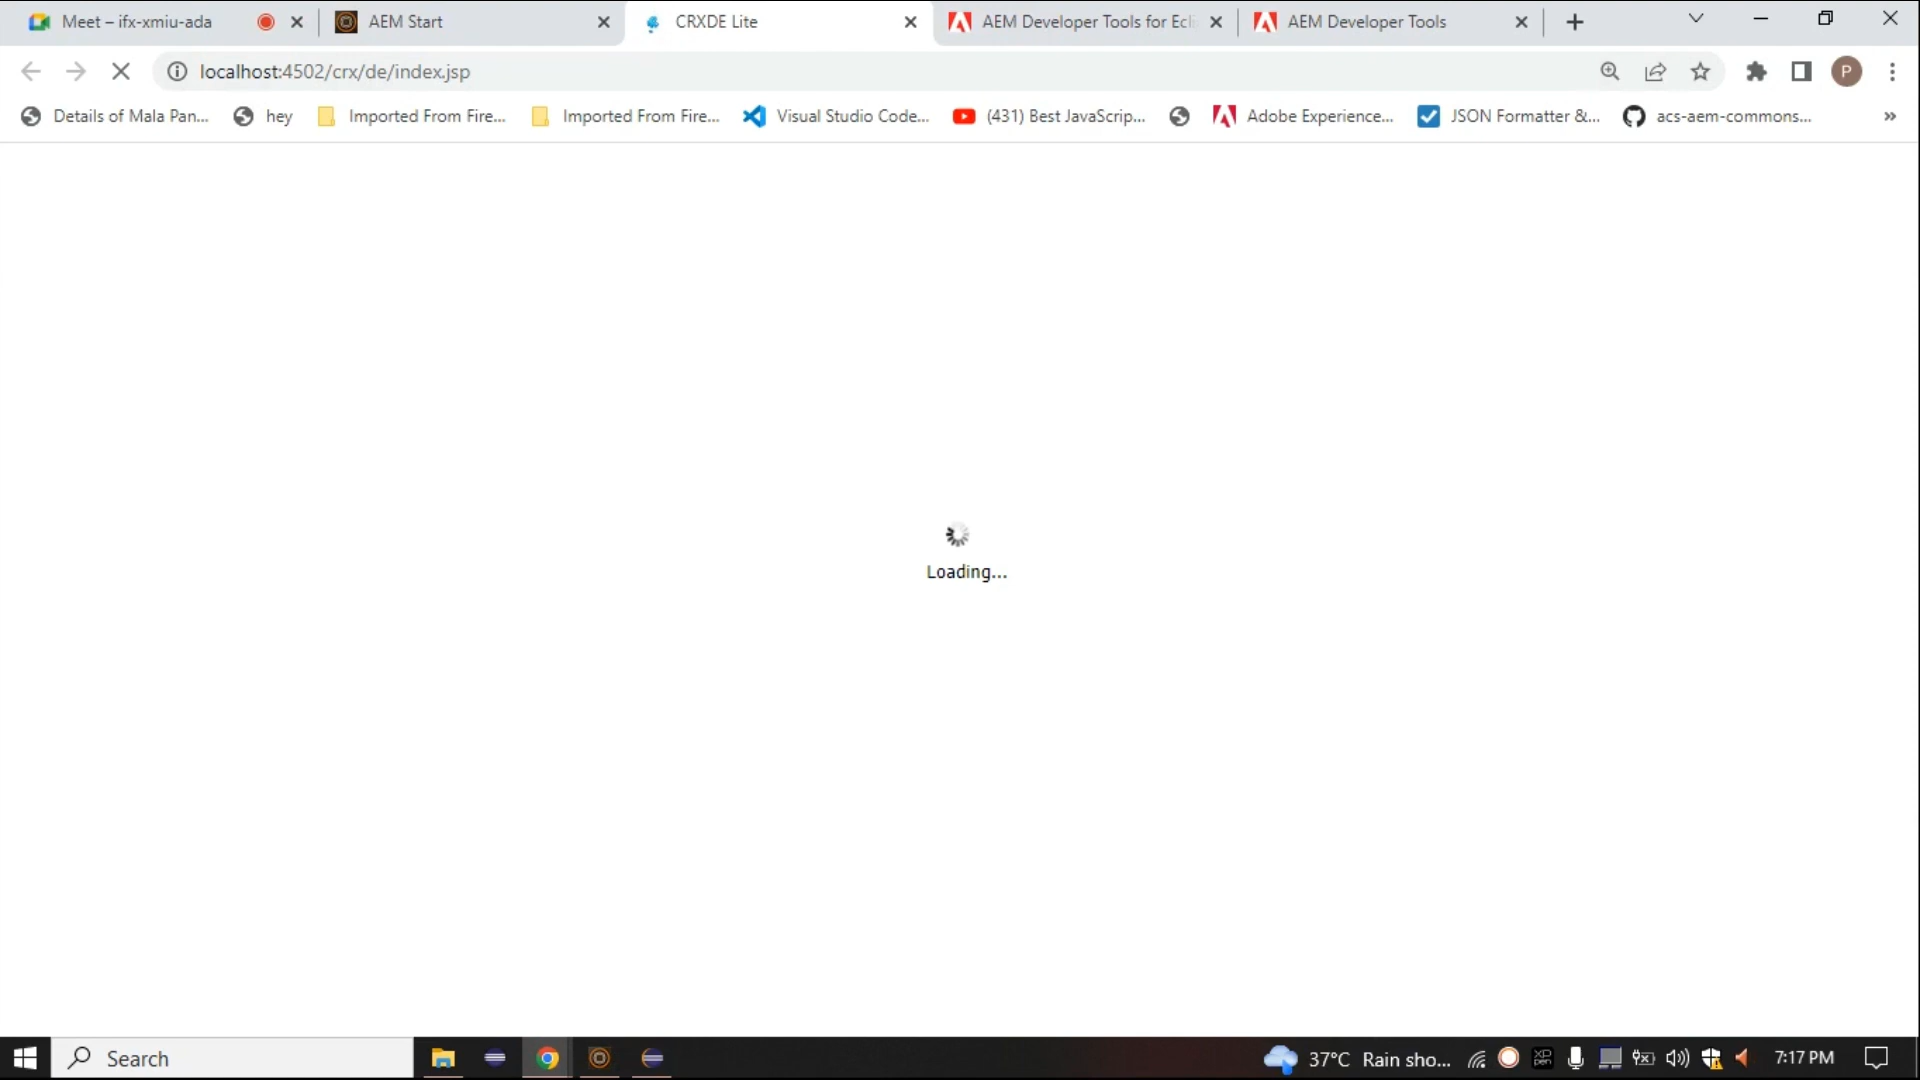 Meet – ifx-xmiu-ada
AEM Start
CRXDE Lite
AEM Developer Tools for Ecli
AEM Developer Tools
localhost:4502/crx/de/index.jsp
P
Details of Mala Pan...
hey
Imported From Fire...
Imported From Fire...
Visual Studio Code...
(431) Best JavaScrip...
Adobe Experience...
JSON Formatter &...
acs-aem-commons...
»
Loading...
Search
37°C Rain sho...
7:17 PM